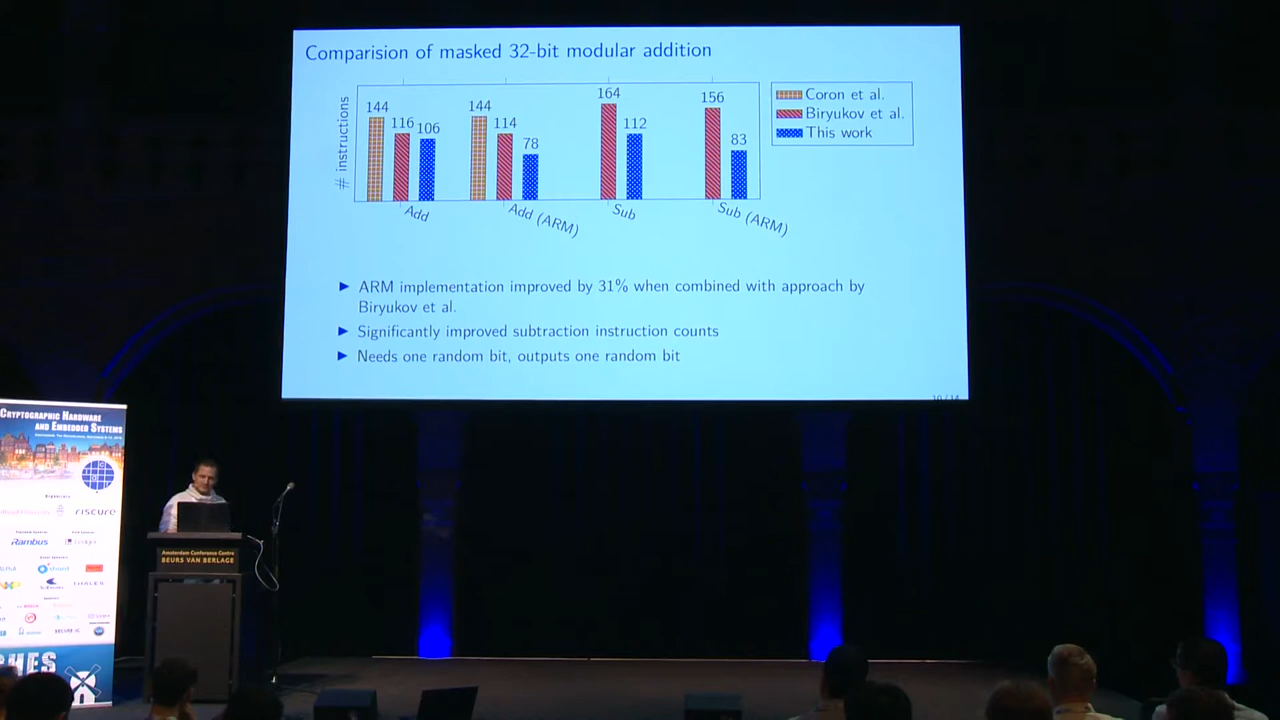 Comparision of masked 32-bit modular addition
# instructions
144
116
106
144
114
78
164
112
156
83
Add
Add (ARM)
Sub
Sub (ARM)
Coron et al.
Biryukov et al.
This work
▶ ARM implementation improved by 31% when combined with approach by
Biryukov et al.
▶ Significantly improved subtraction instruction counts
▶ Needs one random bit, outputs one random bit
10 / 14
Cryptographic Hardware
and Embedded Systems
riscure
Rambus
THALES
Amsterdam Conference Centre
BEURS VAN BERLAGE
CHES